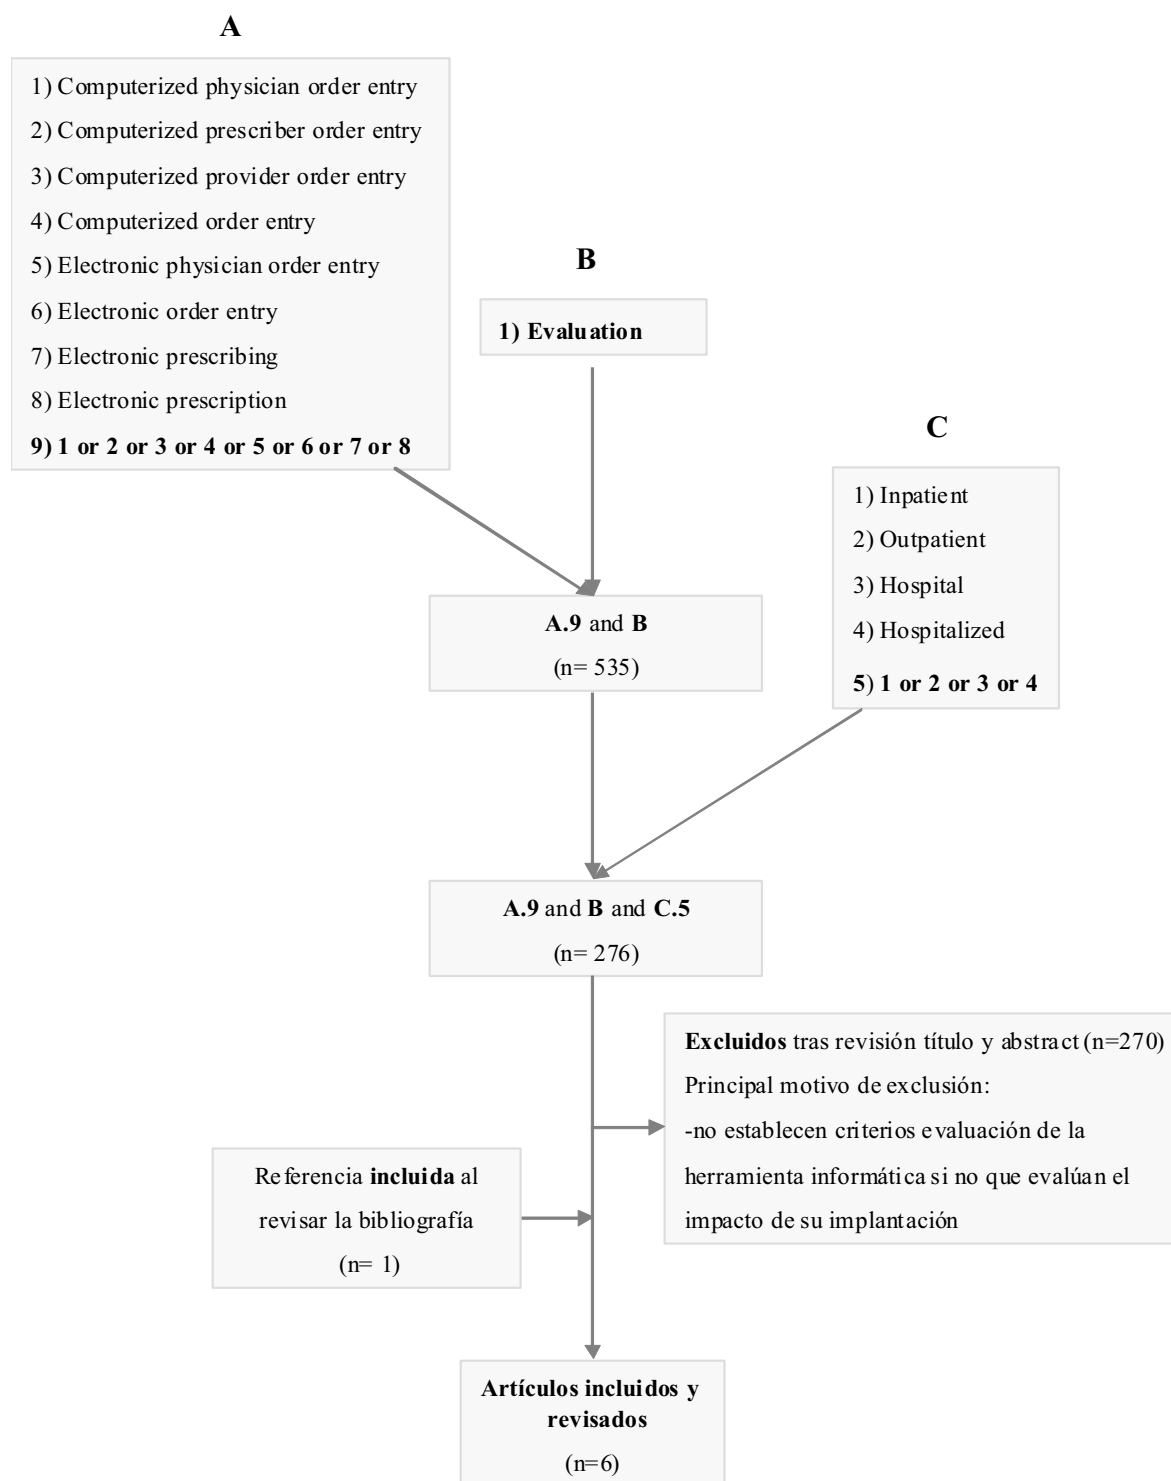 A
1) Computerized physician order entry
2) Computerized prescriber order entry
3) Computerized provider order entry
4) Computerized order entry
5) Electronic physician order entry
6) Electronic order entry
7) Electronic prescribing
8) Electronic prescription
9) 1 or 2 or 3 or 4 or 5 or 6 or 7 or 8
B
1) Evaluation
C
1) Inpatient
2) Outpatient
3) Hospital
4) Hospitalized
5) 1 or 2 or 3 or 4
A.9 and B
(n= 535)
A.9 and B and C.5
(n= 276)
Excluidos tras revisión título y abstract (n=270)
Principal motivo de exclusión:
-no establecen criterios evaluación de la
herramienta informática si no que evalúan el
impacto de su implantación
Referencia incluida al
revisar la bibliografía
(n= 1)
Artículos incluidos y
revisados
(n=6)